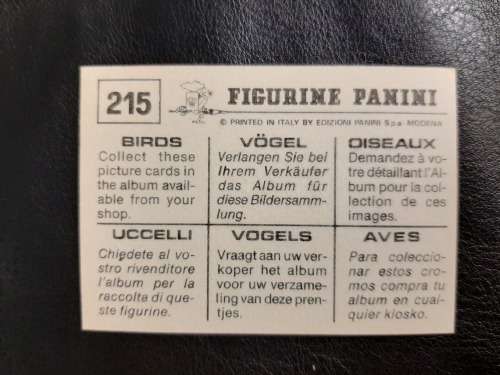 215 FIGURINE PANINI
© PRINTED IN ITALY BY EDIZIONI PANINI S.p.a. - MODENA
BIRDS
Collect these
picture cards in
the album avail-
able from your
shop.
VÖGEL
Verlangen Sie bei
Ihrem Verkäufer
das Album für
diese Bildersamm-
lung.
OISEAUX
Demandez à vo-
tre détaillant l'Al-
bum pour la col-
lection de ces
images.
UCCELLI
Chiedete al vo-
stro rivenditore
l'album per la
raccolta di que-
ste figurine.
VOGELS
Vraagt aan uw ver-
koper het album
voor uw verzame-
ling van deze pren-
tjes.
AVES
Para coleccio-
nar estos cro-
mos compra tu
album en cual-
quier kiosko.